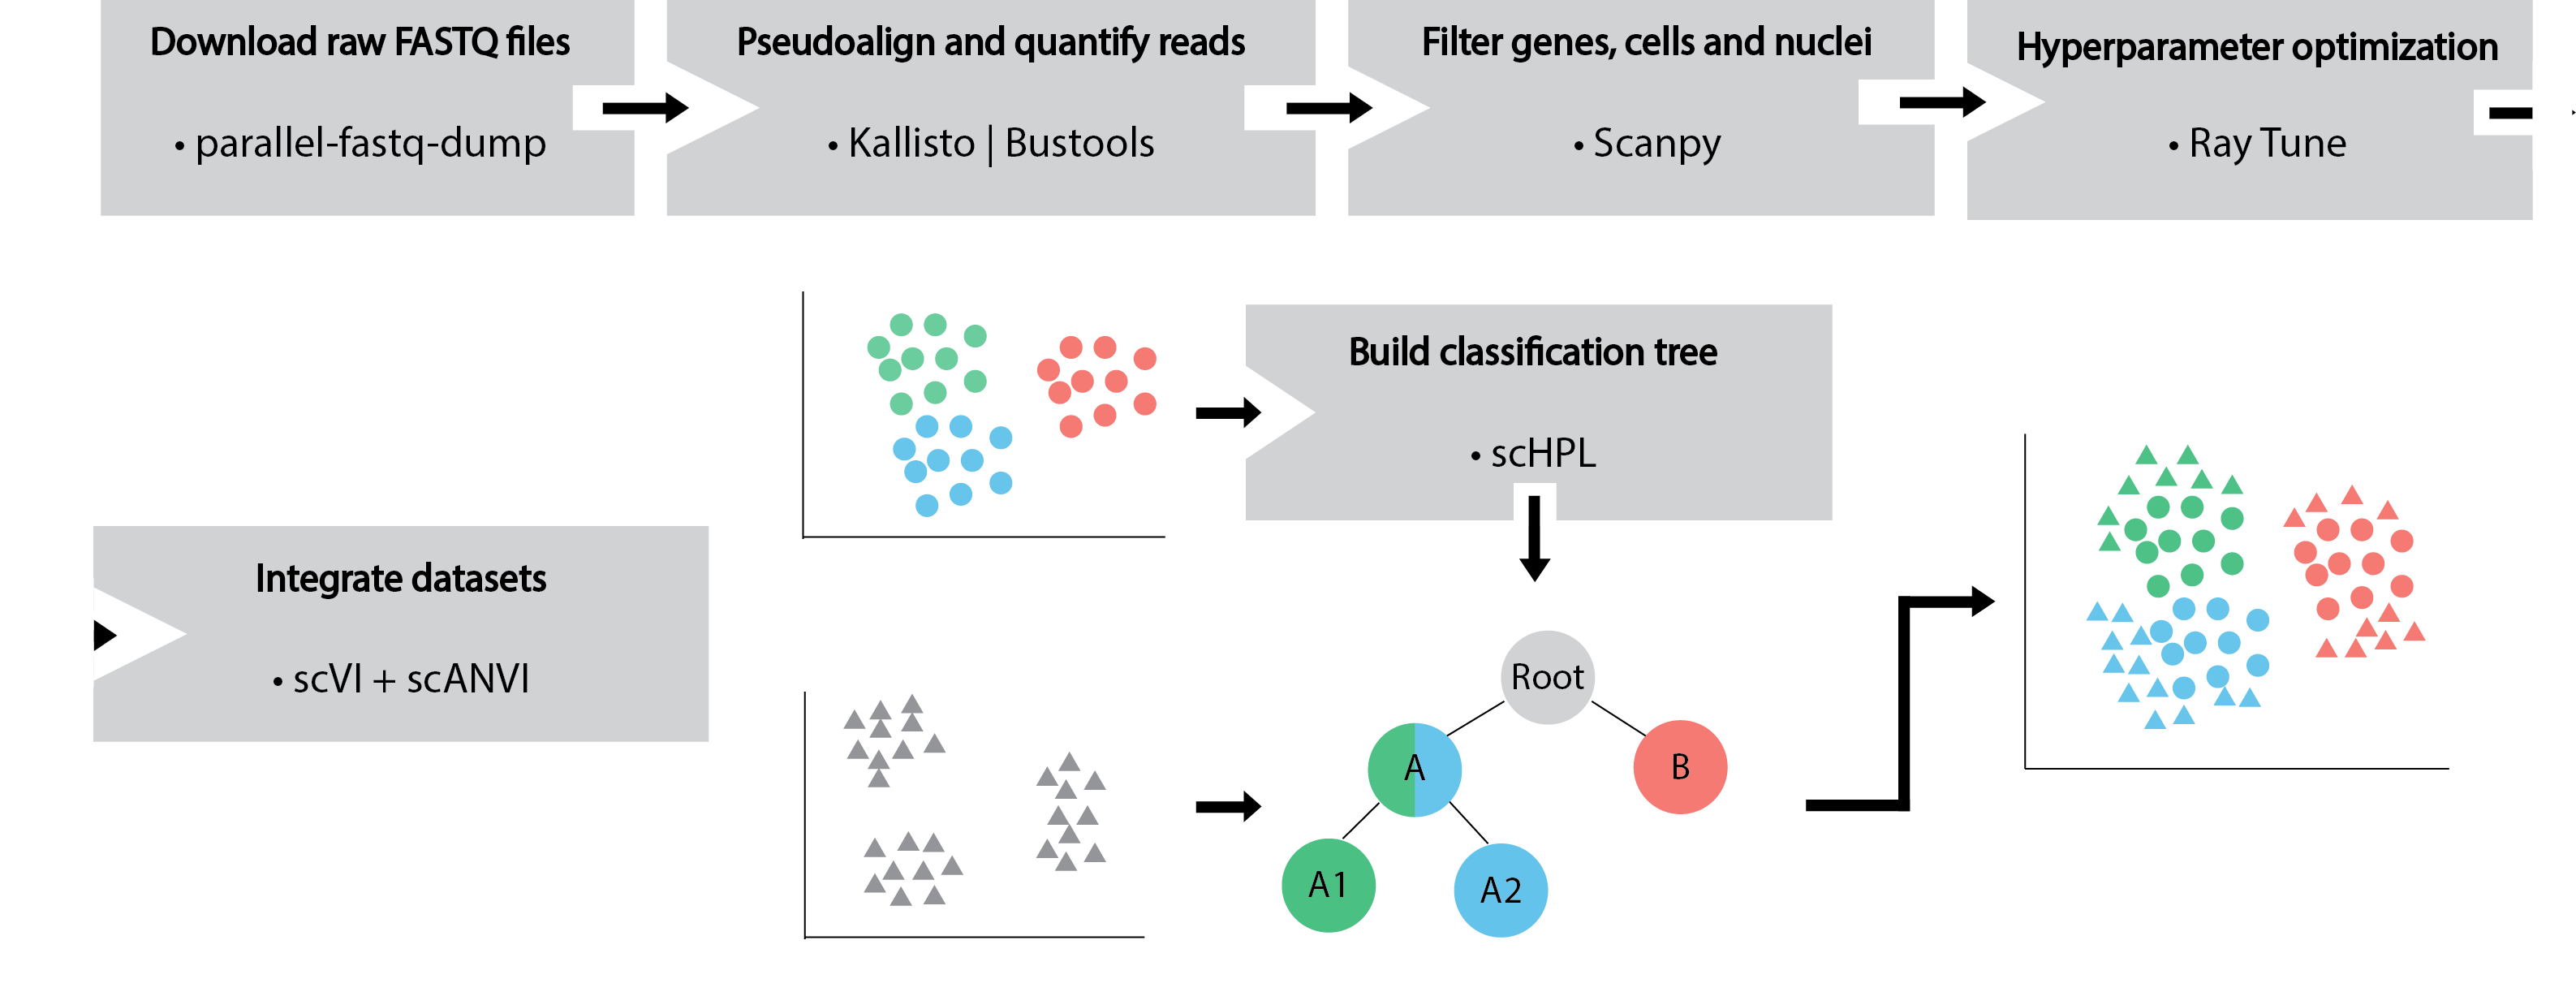 Download raw FASTQ files
• parallel-fastq-dump
Pseudoalign and quantify reads
• Kallisto | Bustools
Filter genes, cells and nuclei
• Scanpy
Hyperparameter optimization
• Ray Tune
Integrate datasets
• scVI + scANVI
Build classification tree
• scHPL
Root
A
B
A1
A2